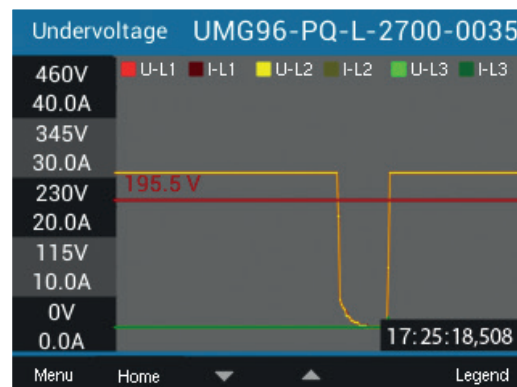 Undervoltage UMG96-PQ-L-2700-0035
U-L1 I-L1 U-L2 I-L2 U-L3 I-L3
460V
40.0A
345V
30.0A
195.5 V
230V
20.0A
115V
10.0A
0V
0.0A
17:25:18,508
Menu Home Legend